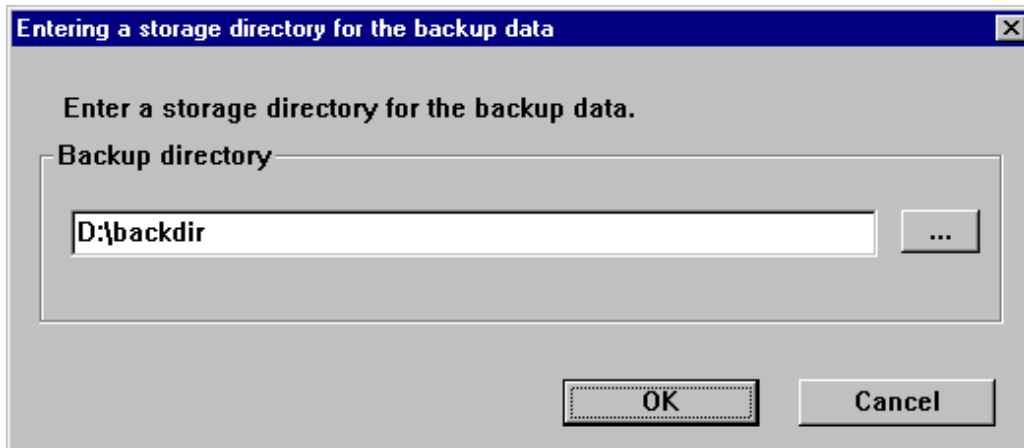 Entering a storage directory for the backup data
Enter a storage directory for the backup data.
Backup directory
D:\backdir
...
OK
Cancel